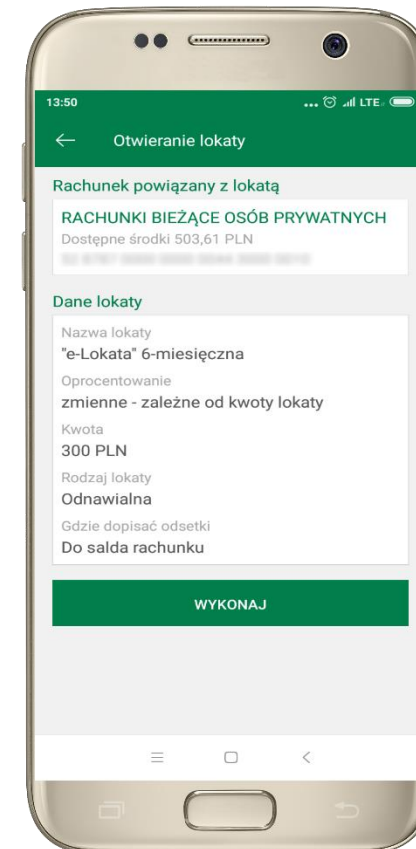 13:50
... LTE
Otwieranie lokaty
Rachunek powiązany z lokatą
RACHUNKI BIEŻĄCE OSÓB PRYWATNYCH
Dostępne środki 503,61 PLN
Dane lokaty
Nazwa lokaty
"e-Lokata" 6-miesięczna
Oprocentowanie
zmienne - zależne od kwoty lokaty
Kwota
300 PLN
Rodzaj lokaty
Odnawialna
Gdzie dopisać odsetki
Do salda rachunku
WYKONAJ